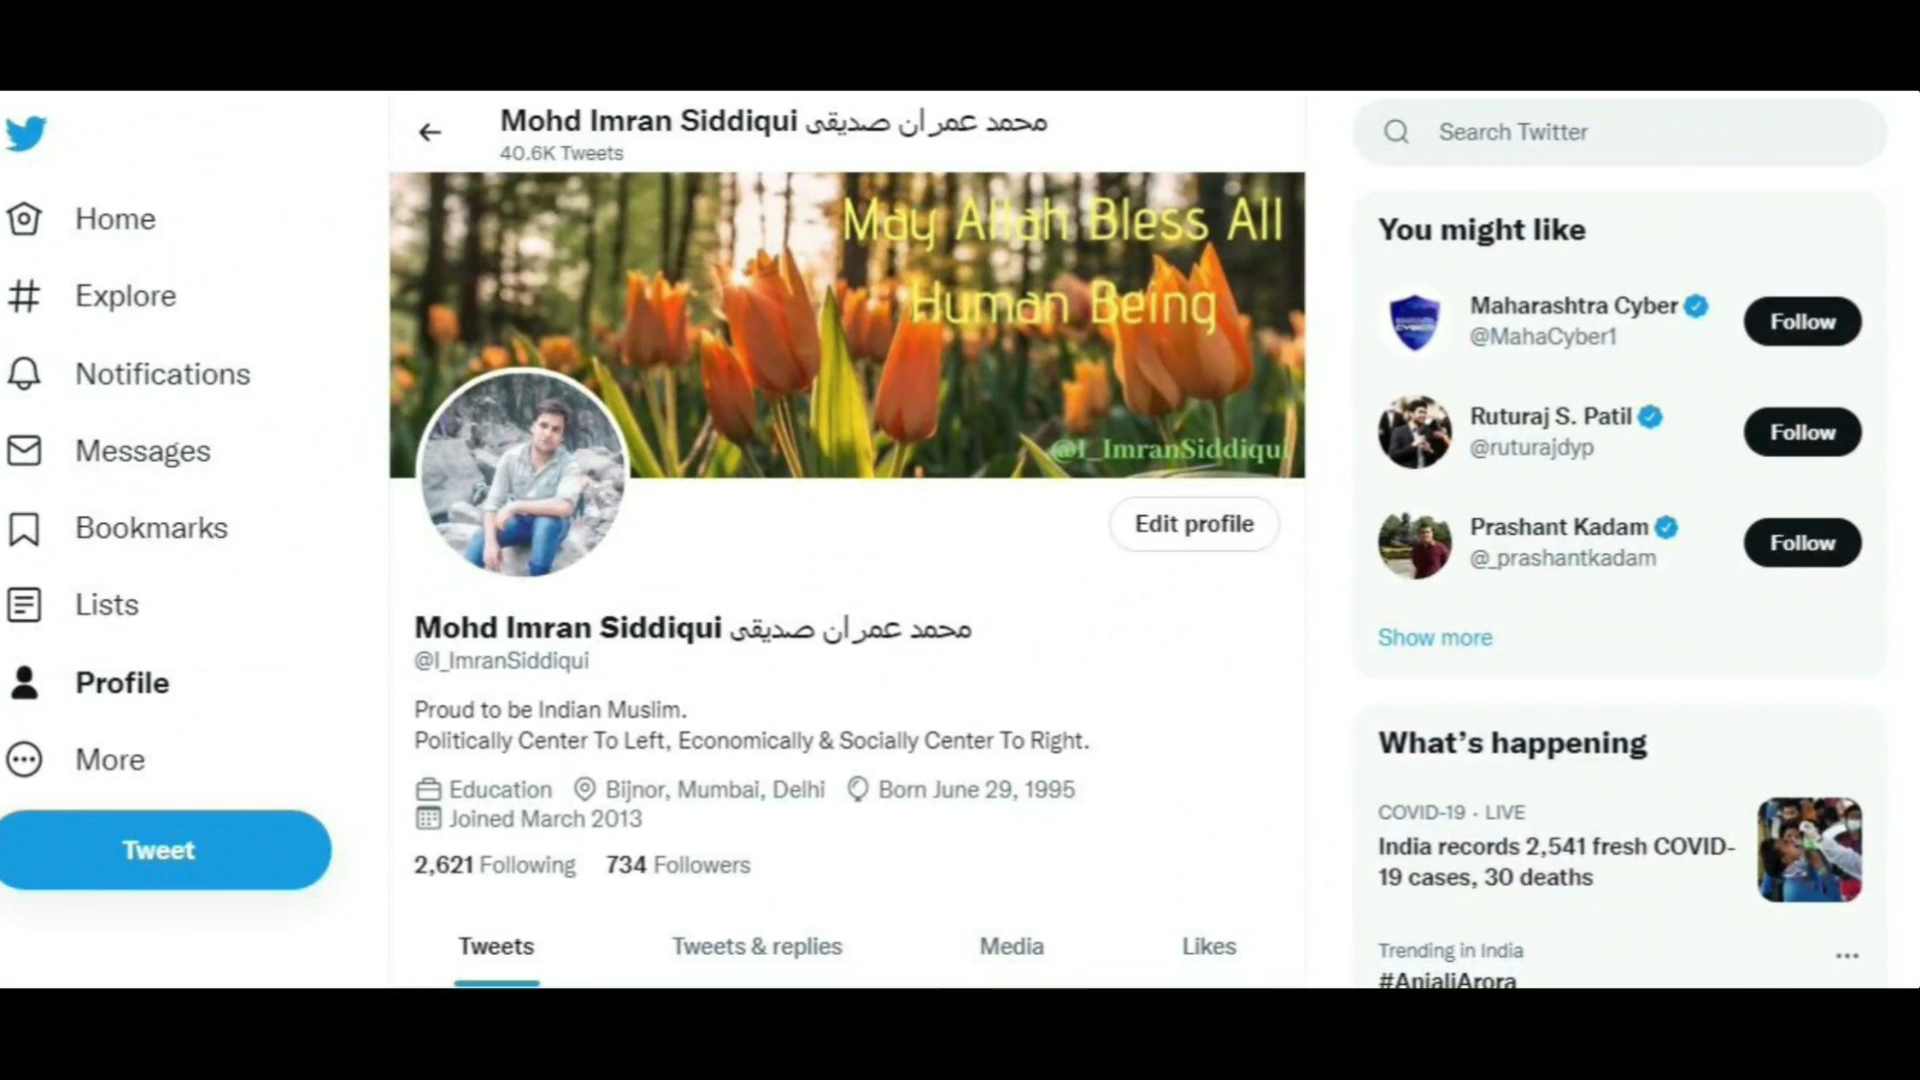 Mohd Imran Siddiqui محمد عمران صدیقی
40.6K Tweets
Home
Explore
Notifications
Messages
Bookmarks
Lists
Profile
More
Tweet
May Allah Bless All
Human Being
@I_ImranSiddiqui
Edit profile
Mohd Imran Siddiqui محمد عمران صدیقی
@I_ImranSiddiqui
Proud to be Indian Muslim.
Politically Center To Left, Economically & Socially Center To Right.
Education Bijnor, Mumbai, Delhi Born June 29, 1995
Joined March 2013
2,621 Following 734 Followers
Tweets Tweets & replies Media Likes
Search Twitter
You might like
Maharashtra Cyber
@MahaCyber1
Follow
Ruturaj S. Patil
@ruturajdyp
Follow
Prashant Kadam
@_prashantkadam
Follow
Show more
What's happening
COVID-19 · LIVE
India records 2,541 fresh COVID-
19 cases, 30 deaths
Trending in India
#AnjaliArora